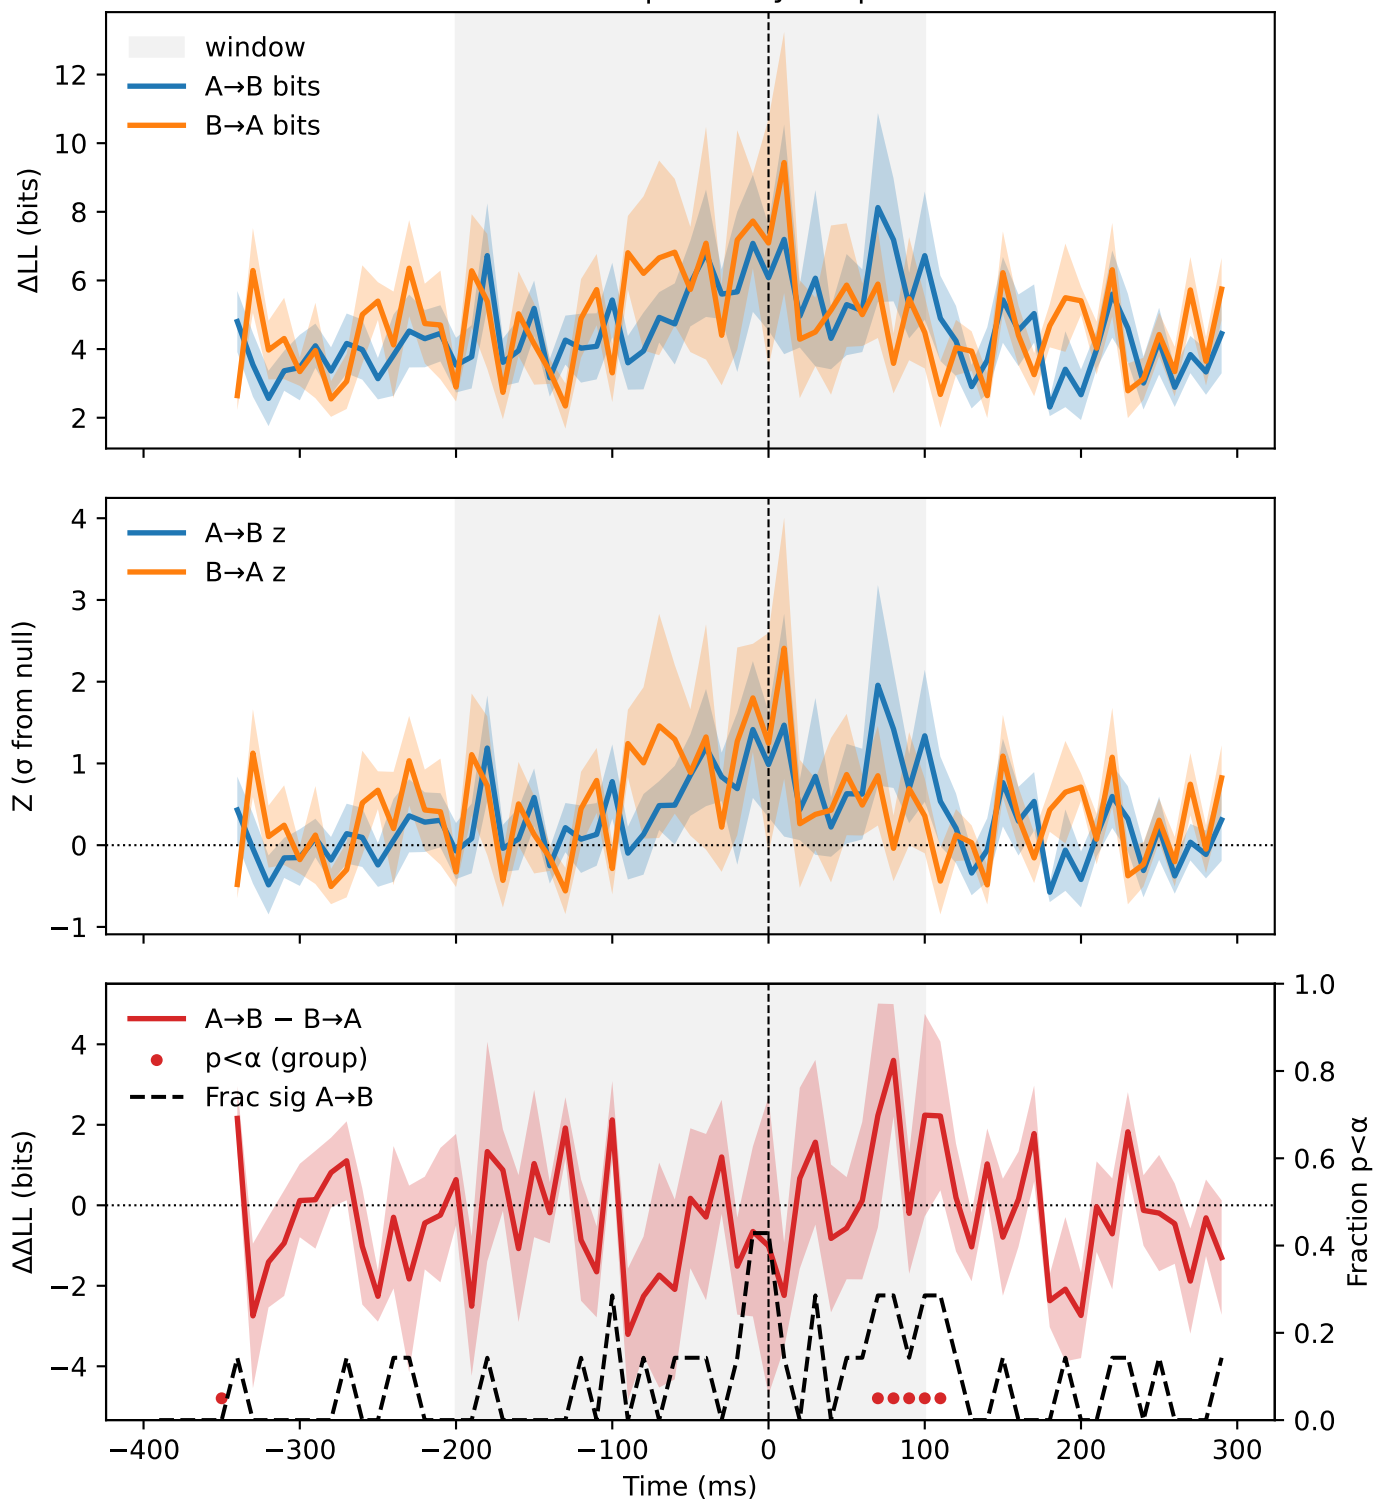 window
A→B bits
B→A bits
ΔLL (bits)
12
10
8
6
4
2
A→B z
B→A z
Z (σ from null)
4
3
2
1
0
−1
A→B − B→A
p<α (group)
Frac sig A→B
ΔΔLL (bits)
4
2
0
−2
−4
1.0
0.8
0.6
0.4
0.2
0.0
Fraction p<α
−400 −300 −200 −100 0 100 200 300
Time (ms)